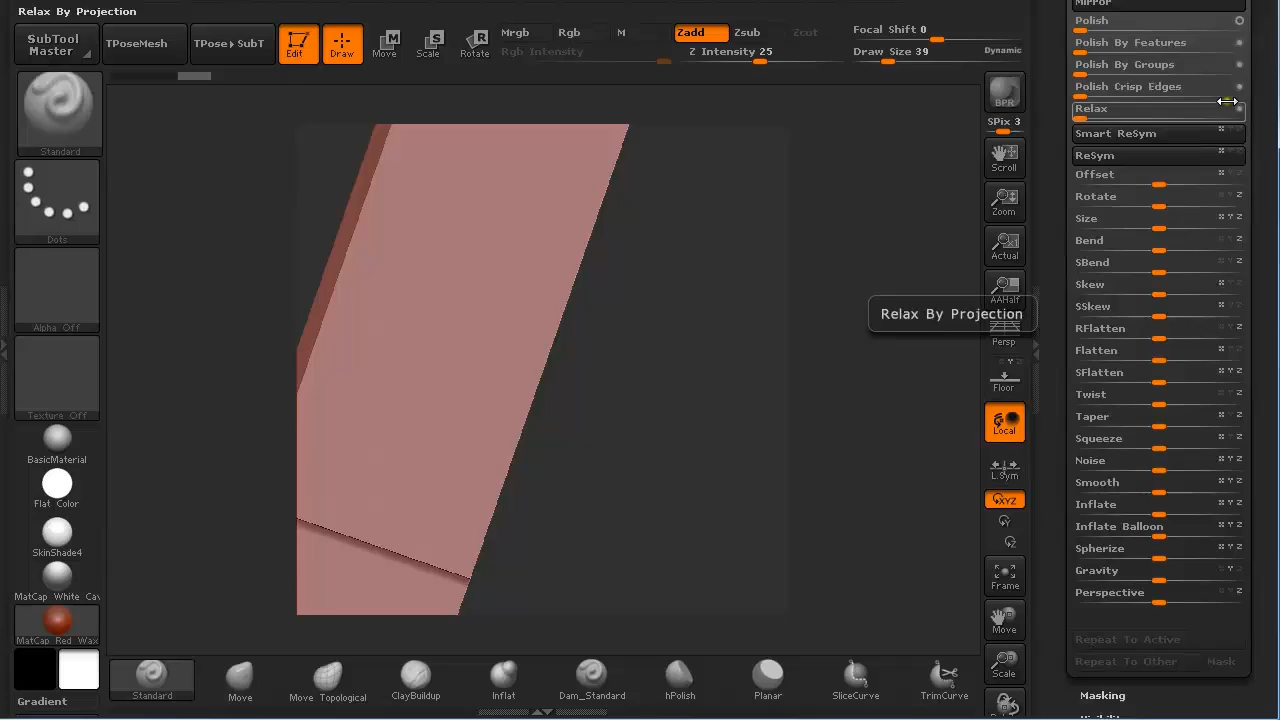 Relax By Projection
SubTool
Master
TPoseMesh
TPose▸SubT
Edit
Draw
Move
Scale
Rotate
Mrgb
Rgb
M
Rgb Intensity
Zadd
Zsub
Zcut
Z Intensity 25
Focal Shift 0
Draw Size 39
Dynamic
Standard
Dots
Alpha Off
Texture Off
BasicMaterial
Flat Color
SkinShade4
MatCap White Cav
MatCap Red Wax
Gradient
BPR
SPix 3
Scroll
Zoom
Actual
AAHalf
Persp
Floor
Local
L.Sym
XYZ
Frame
Move
Scale
Relax By Projection
Mirror
Polish
Polish By Features
Polish By Groups
Polish Crisp Edges
Relax
Smart ReSym
ReSym
Offset
Rotate
Size
Bend
SBend
Skew
SSkew
RFlatten
Flatten
SFlatten
Twist
Taper
Squeeze
Noise
Smooth
Inflate
Inflate Balloon
Spherize
Gravity
Perspective
Repeat To Active
Repeat To Other
Mask
Masking
Standard
Move
Move Topological
ClayBuildup
Inflat
Dam_Standard
hPolish
Planar
SliceCurve
TrimCurve